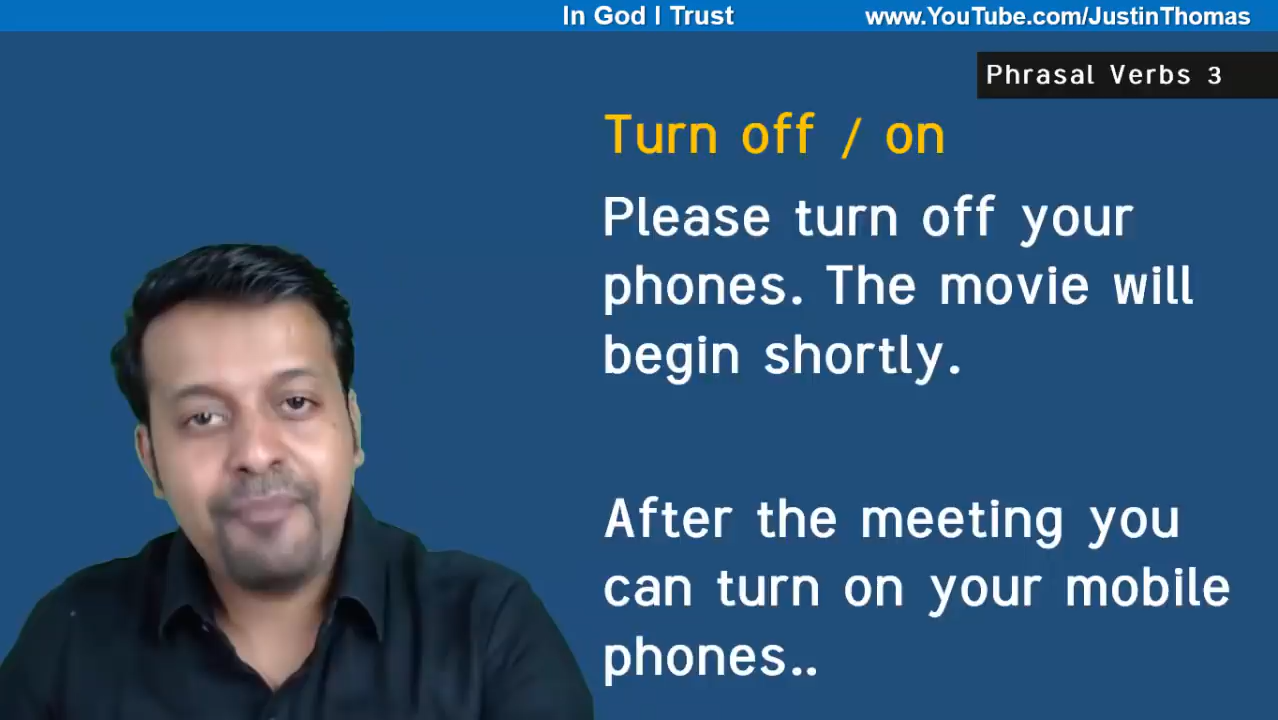 In God I Trust
www.YouTube.com/JustinThomas
Phrasal Verbs 3
Turn off / on
Please turn off your
phones. The movie will
begin shortly.
After the meeting you
can turn on your mobile
phones..